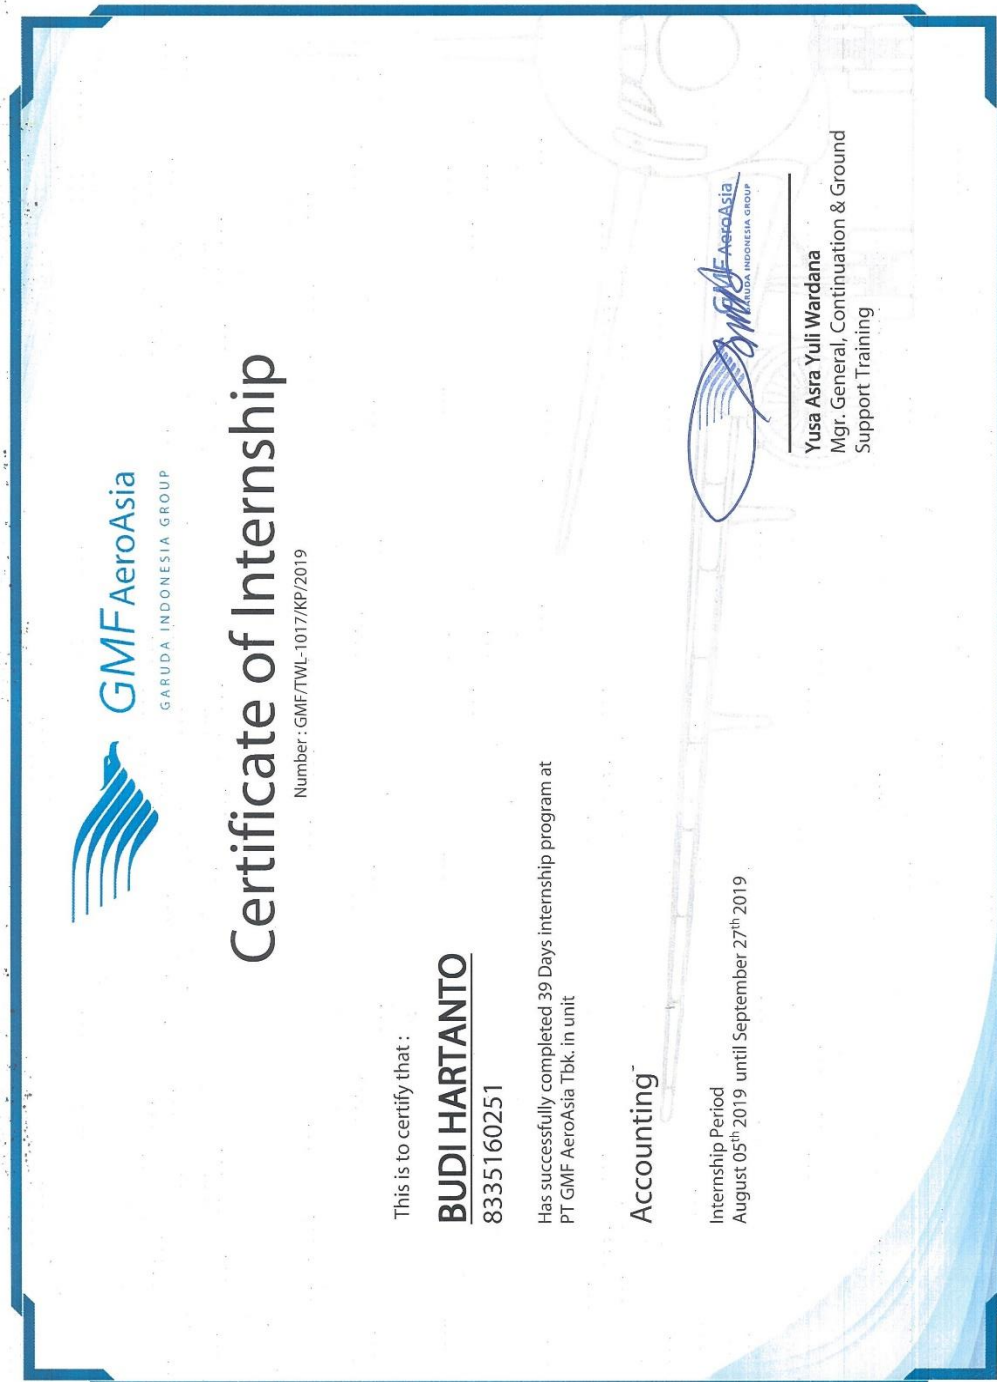 GMF AeroAsia
GARUDA INDONESIA GROUP
Certificate of Internship
Number : GMF/TWL-1017/KP/2019
This is to certify that :
BUDI HARTANTO
8335160251
Has successfully completed 39 Days internship program at
PT GMF AeroAsia Tbk. in unit
Accounting
Internship Period
August 05th 2019 until September 27th 2019
GMF AeroAsia
GARUDA INDONESIA GROUP
Yusa Asra Yuli Wardana
Mgr. General, Continuation & Ground
Support Training